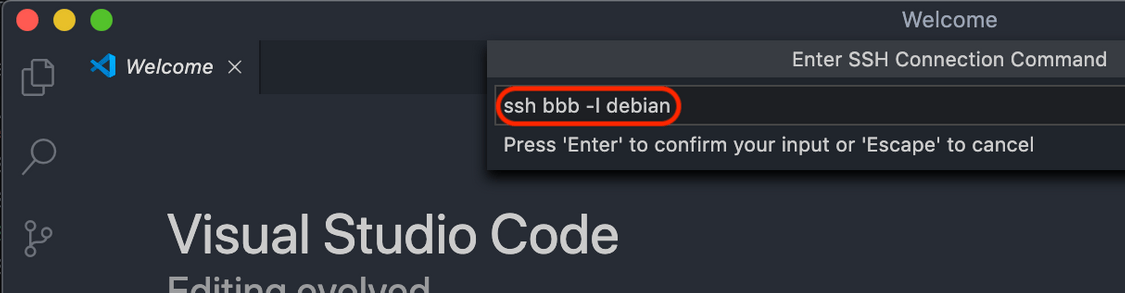 Welcome
Welcome
Enter SSH Connection Command
ssh bbb -l debian
Press 'Enter' to confirm your input or 'Escape' to cancel
Visual Studio Code
Editing evolved